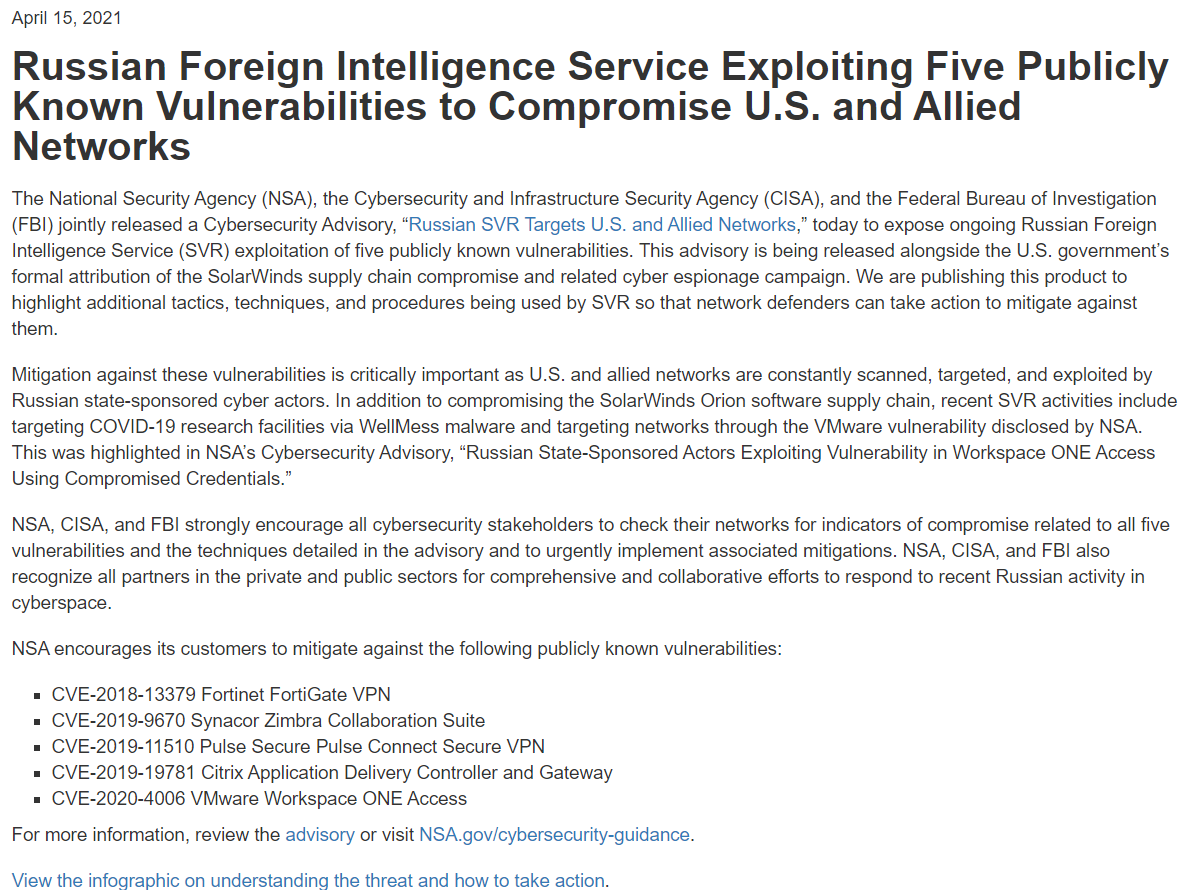 April 15, 2021
Russian Foreign Intelligence Service Exploiting Five Publicly
Known Vulnerabilities to Compromise U.S. and Allied
Networks
The National Security Agency (NSA), the Cybersecurity and Infrastructure Security Agency (CISA), and the Federal Bureau of Investigation
(FBI) jointly released a Cybersecurity Advisory, “Russian SVR Targets U.S. and Allied Networks,” today to expose ongoing Russian Foreign
Intelligence Service (SVR) exploitation of five publicly known vulnerabilities. This advisory is being released alongside the U.S. government’s
formal attribution of the SolarWinds supply chain compromise and related cyber espionage campaign. We are publishing this product to
highlight additional tactics, techniques, and procedures being used by SVR so that network defenders can take action to mitigate against
them.
Mitigation against these vulnerabilities is critically important as U.S. and allied networks are constantly scanned, targeted, and exploited by
Russian state-sponsored cyber actors. In addition to compromising the SolarWinds Orion software supply chain, recent SVR activities include
targeting COVID-19 research facilities via WellMess malware and targeting networks through the VMware vulnerability disclosed by NSA.
This was highlighted in NSA’s Cybersecurity Advisory, “Russian State-Sponsored Actors Exploiting Vulnerability in Workspace ONE Access
Using Compromised Credentials.”
NSA, CISA, and FBI strongly encourage all cybersecurity stakeholders to check their networks for indicators of compromise related to all five
vulnerabilities and the techniques detailed in the advisory and to urgently implement associated mitigations. NSA, CISA, and FBI also
recognize all partners in the private and public sectors for comprehensive and collaborative efforts to respond to recent Russian activity in
cyberspace.
NSA encourages its customers to mitigate against the following publicly known vulnerabilities:
▪ CVE-2018-13379 Fortinet FortiGate VPN
▪ CVE-2019-9670 Synacor Zimbra Collaboration Suite
▪ CVE-2019-11510 Pulse Secure Pulse Connect Secure VPN
▪ CVE-2019-19781 Citrix Application Delivery Controller and Gateway
▪ CVE-2020-4006 VMware Workspace ONE Access
For more information, review the advisory or visit NSA.gov/cybersecurity-guidance.
View the infographic on understanding the threat and how to take action.